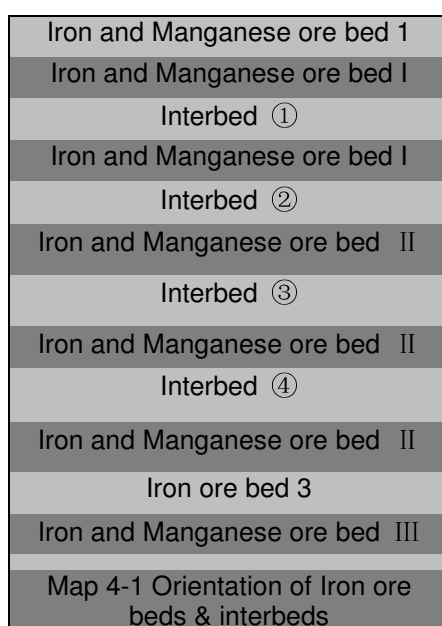 Iron and Manganese ore bed 1
Iron and Manganese ore bed I
Interbed ①
Iron and Manganese ore bed I
Interbed ②
Iron and Manganese ore bed Ⅱ
Interbed ③
Iron and Manganese ore bed Ⅱ
Interbed ④
Iron and Manganese ore bed Ⅱ
Iron ore bed 3
Iron and Manganese ore bed Ⅲ
Map 4-1 Orientation of Iron ore
beds & interbeds